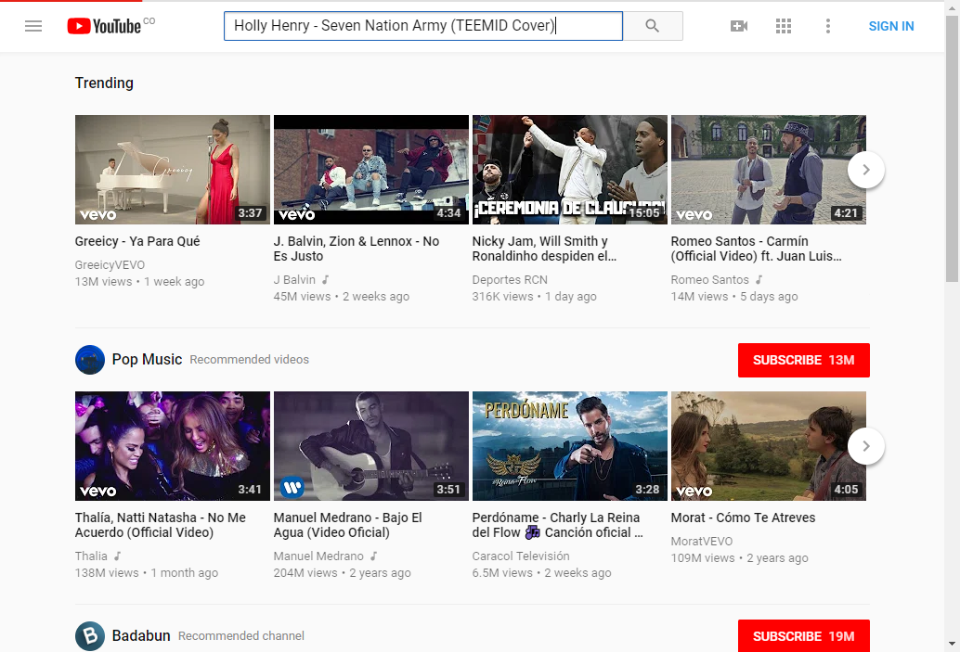 YouTube CO
Holly Henry - Seven Nation Army (TEEMID Cover)
SIGN IN
Trending
Greeicy
vevo
3:37
vevo
4:34
¡CEREMONIA DE CLAUSURA!
15:05
vevo
4:21
Greeicy - Ya Para Qué
GreeicyVEVO
13M views • 1 week ago
J. Balvin, Zion & Lennox - No
Es Justo
J Balvin
45M views • 2 weeks ago
Nicky Jam, Will Smith y
Ronaldinho despiden el...
Deportes RCN
316K views • 1 day ago
Romeo Santos - Carmín
(Official Video) ft. Juan Luis...
Romeo Santos
14M views • 5 days ago
Pop Music Recommended videos
SUBSCRIBE 13M
vevo
3:41
W
3:51
PERDÓNAME
Reina Flow
3:28
vevo
4:05
Thalía, Natti Natasha - No Me
Acuerdo (Official Video)
Thalia
138M views • 1 month ago
Manuel Medrano - Bajo El
Agua (Video Oficial)
Manuel Medrano
204M views • 2 years ago
Perdóname - Charly La Reina
del Flow 🎶 Canción oficial ...
Caracol Televisión
6.5M views • 2 weeks ago
Morat - Cómo Te Atreves
MoratVEVO
109M views • 2 years ago
B
Badabun Recommended channel
SUBSCRIBE 19M